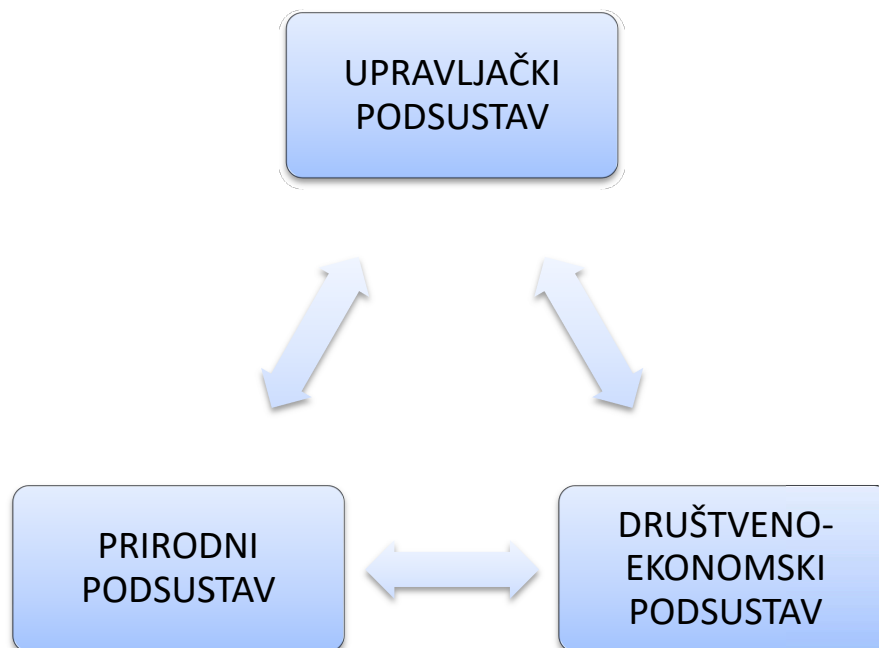 UPRAVLJAČKI
PODSUSTAV
PRIRODNI
PODSUSTAV
DRUŠTVENO-
EKONOMSKI
PODSUSTAV